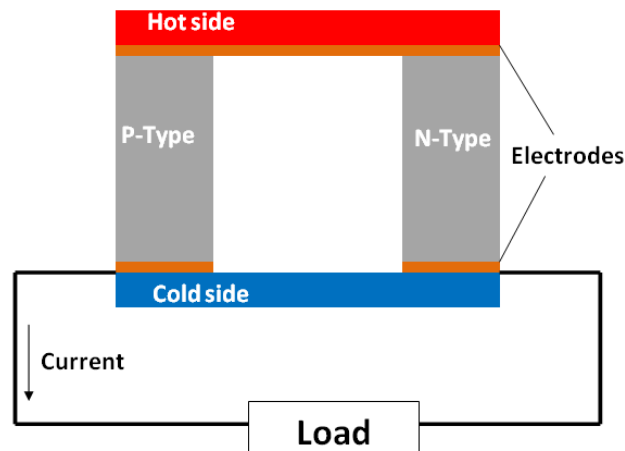 Hot side
P-Type
N-Type
Electrodes
Cold side
Current
Load